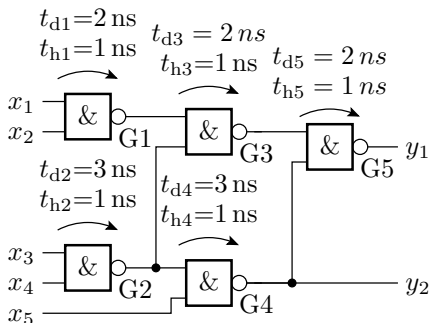 t_d1=2 ns
t_h1=1 ns
t_d3 = 2 ns
t_h3=1 ns
t_d5 = 2 ns
t_h5 = 1 ns
x_1
x_2
&
G1
&
G3
&
G5
y_1
t_d2=3 ns
t_h2=1 ns
t_d4=3 ns
t_h4=1 ns
x_3
x_4
&
G2
&
G4
y_2
x_5